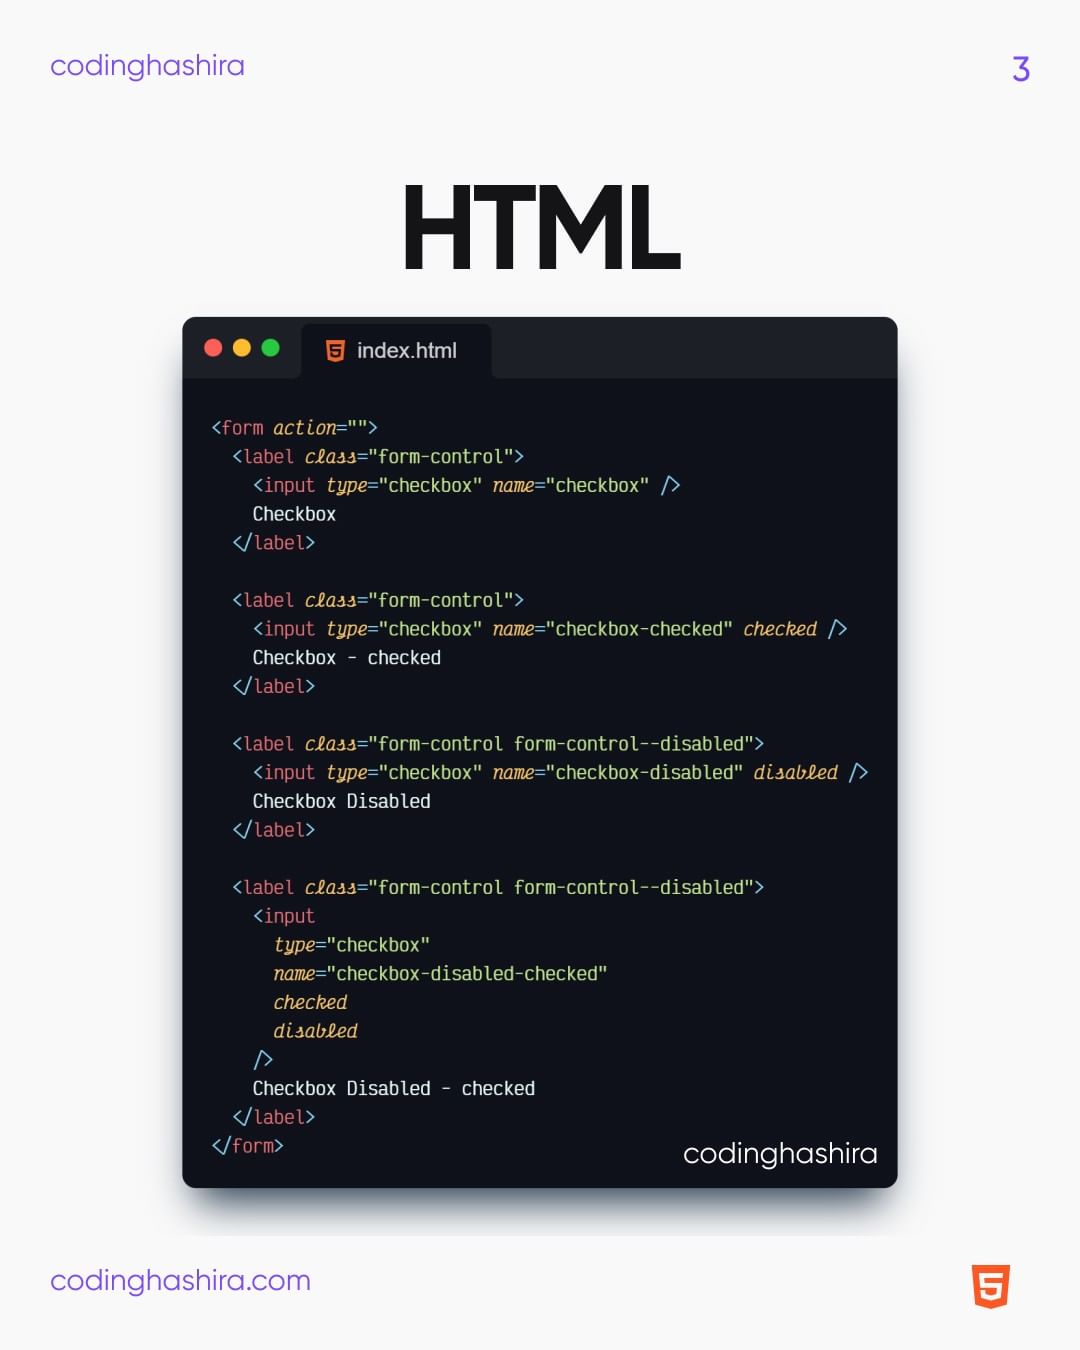 codinghashira
3
HTML
index.html
<form action="">
  <label class="form-control">
    <input type="checkbox" name="checkbox" />
    Checkbox
  </label>

  <label class="form-control">
    <input type="checkbox" name="checkbox-checked" checked />
    Checkbox - checked
  </label>

  <label class="form-control form-control--disabled">
    <input type="checkbox" name="checkbox-disabled" disabled />
    Checkbox Disabled
  </label>

  <label class="form-control form-control--disabled">
    <input
      type="checkbox"
      name="checkbox-disabled-checked"
      checked
      disabled
    />
    Checkbox Disabled - checked
  </label>
</form>
codinghashira
codinghashira.com